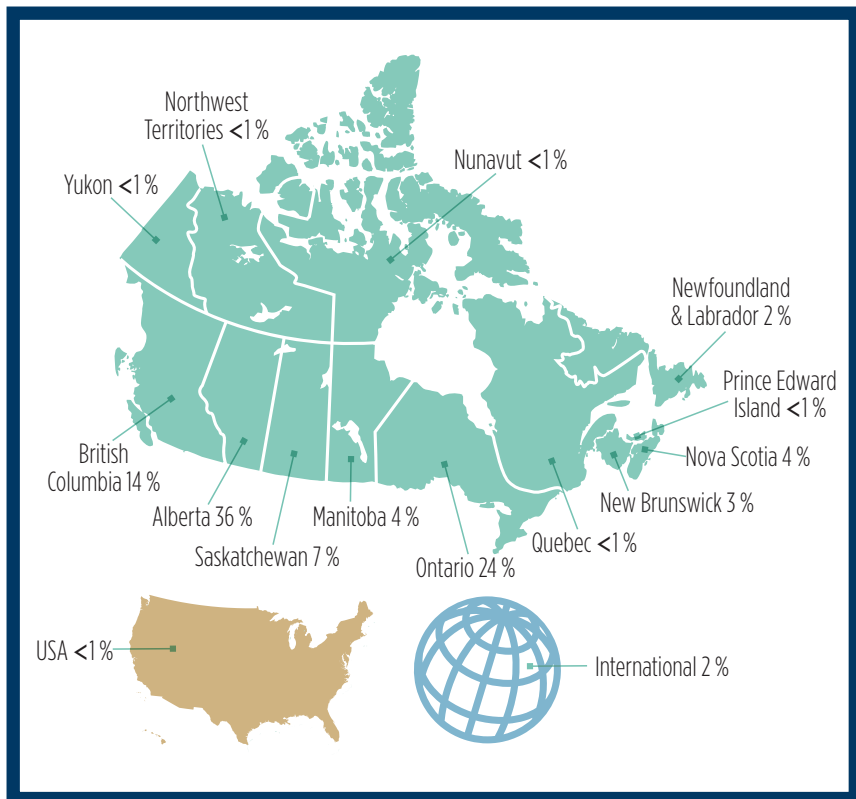 Northwest
Territories <1 %
Nunavut <1 %
Yukon <1 %
Newfoundland
& Labrador 2 %
Prince Edward
Island <1 %
British
Columbia 14 %
Nova Scotia 4 %
Alberta 36 %
Manitoba 4 %
New Brunswick 3 %
Saskatchewan 7 %
Quebec <1 %
Ontario 24 %
USA <1 %
International 2 %